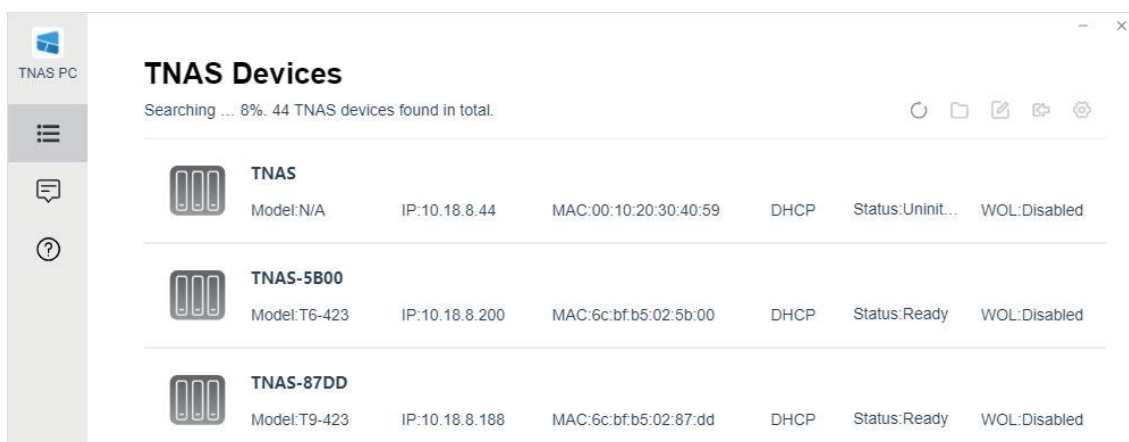 TNAS PC
TNAS Devices
Searching ... 8%. 44 TNAS devices found in total.
TNAS
Model:N/A IP:10.18.8.44 MAC:00:10:20:30:40:59 DHCP Status:Uninit... WOL:Disabled
TNAS-5B00
Model:T6-423 IP:10.18.8.200 MAC:6c:bf:b5:02:5b:00 DHCP Status:Ready WOL:Disabled
TNAS-87DD
Model:T9-423 IP:10.18.8.188 MAC:6c:bf:b5:02:87:dd DHCP Status:Ready WOL:Disabled